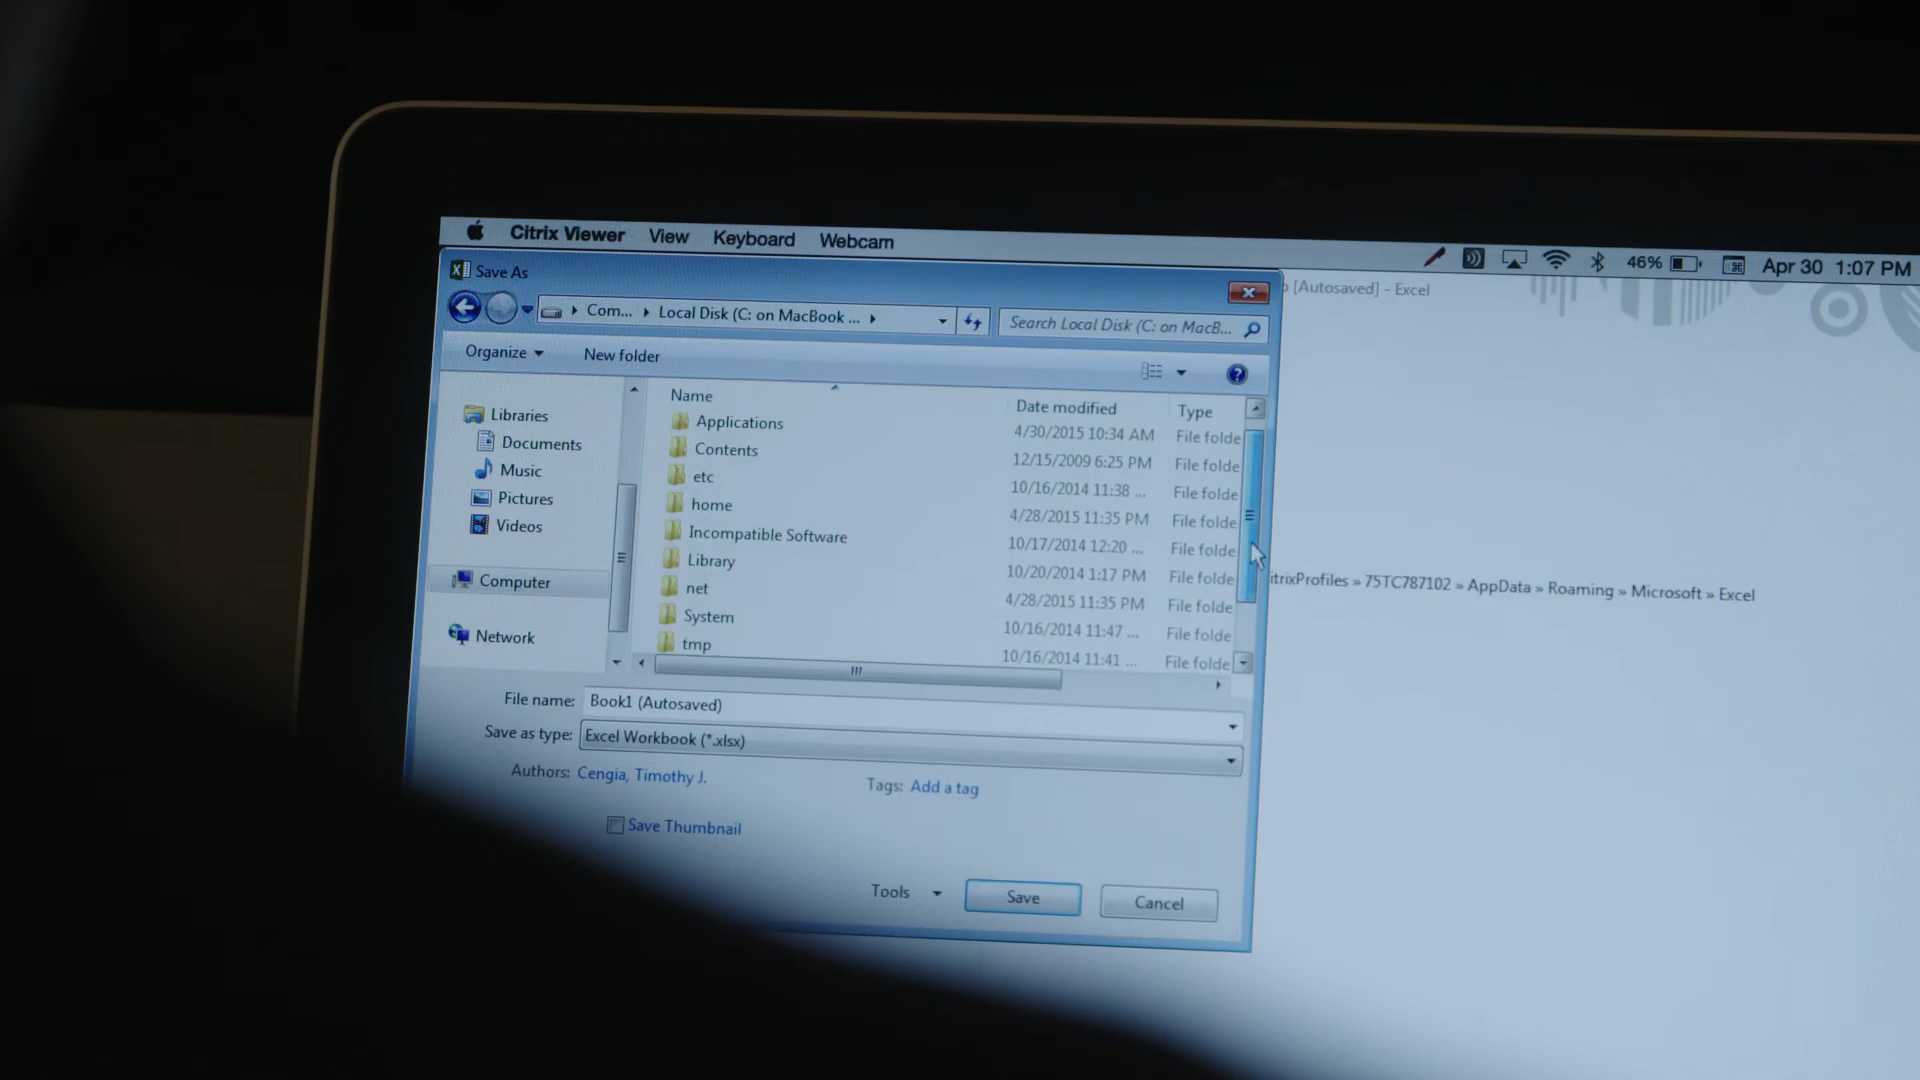 Citrix Viewer View Keyboard Webcam 46% Apr 30 1:07 PM
Save As
[Autosaved] - Excel
Com... Local Disk (C: on MacBook ... Search Local Disk (C: on MacB...
Organize New folder
Name Date modified Type
Libraries
Documents
Music
Pictures
Videos
Computer
Network
Applications 4/30/2015 10:34 AM File folde
Contents 12/15/2009 6:25 PM File folde
etc 10/16/2014 11:38 ... File folde
home 4/28/2015 11:35 PM File folde
Incompatible Software 10/17/2014 12:20 ... File folde
Library 10/20/2014 1:17 PM File folde
net 4/28/2015 11:35 PM File folde
System 10/16/2014 11:47 ... File folde
tmp 10/16/2014 11:41 ... File folde
itrixProfiles » 75TC787102 » AppData » Roaming » Microsoft » Excel
File name: Book1 (Autosaved)
Save as type: Excel Workbook (*.xlsx)
Authors: Cengia, Timothy J. Tags: Add a tag
Save Thumbnail
Tools Save Cancel